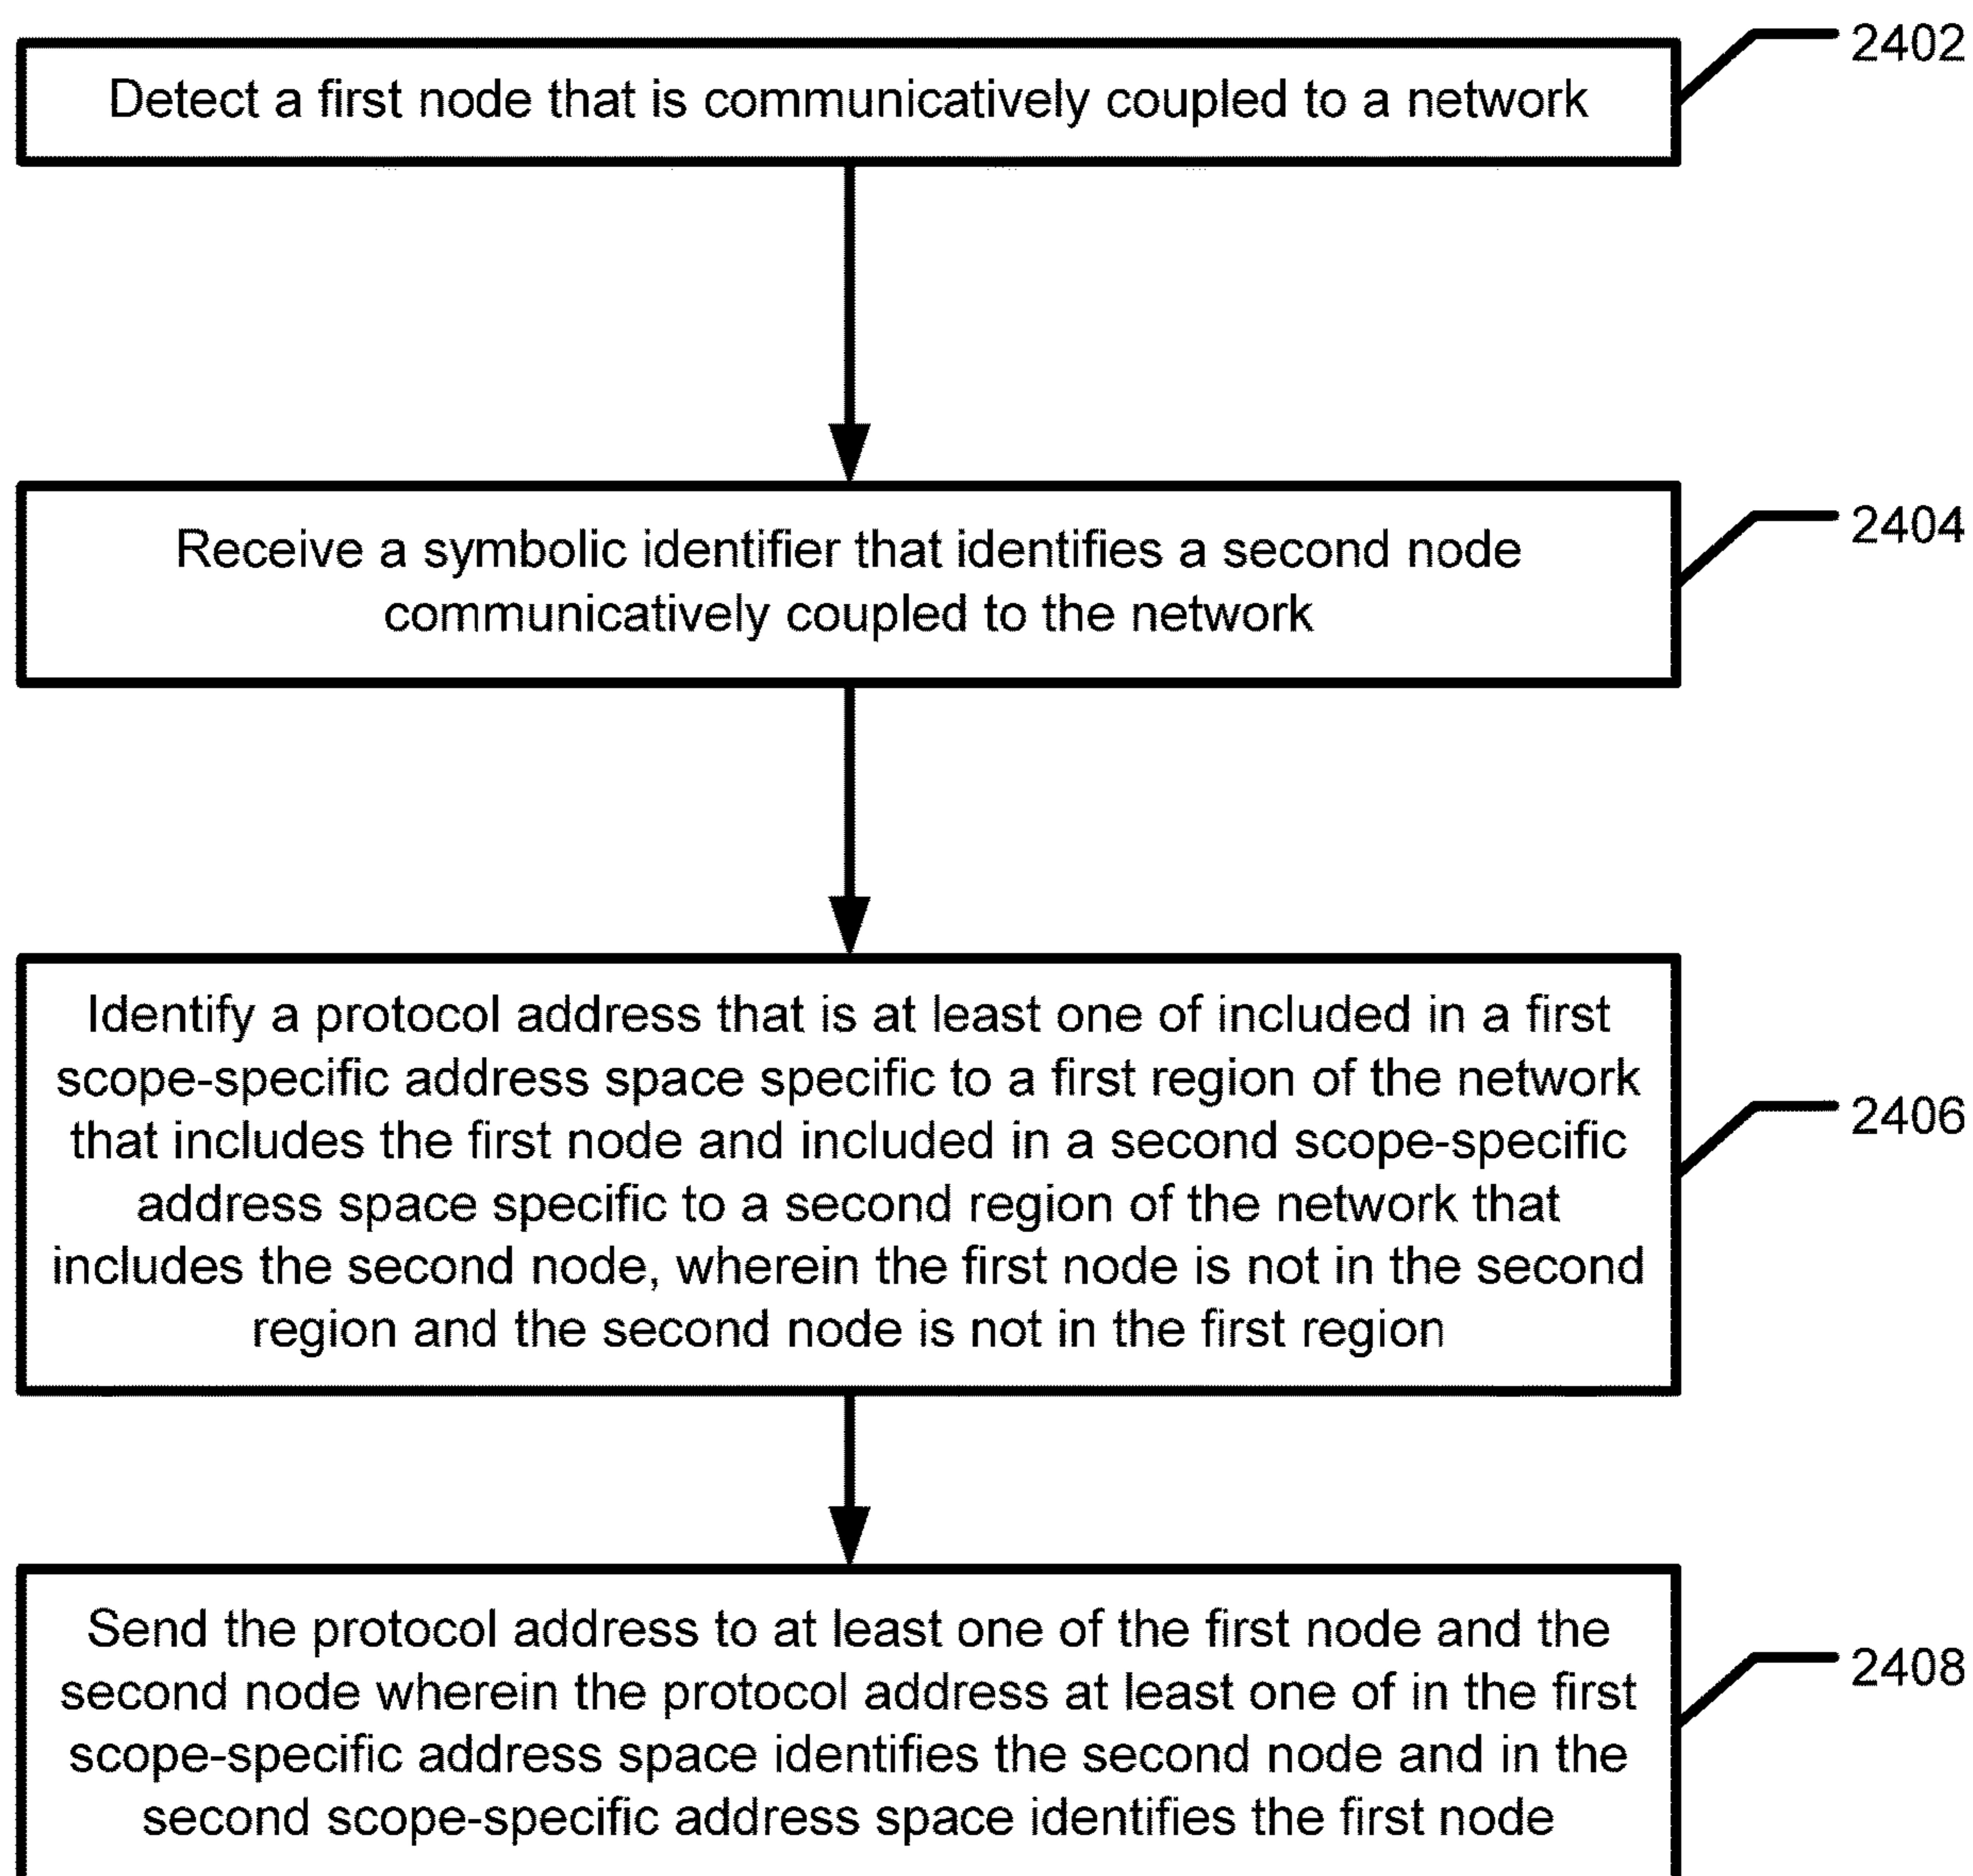 2402
Detect a first node that is communicatively coupled to a network
2404
Receive a symbolic identifier that identifies a second node
communicatively coupled to the network
Identify a protocol address that is at least one of included in a first
scope-specific address space specific to a first region of the network
that includes the first node and included in a second scope-specific
address space specific to a second region of the network that
includes the second node, wherein the first node is not in the second
region and the second node is not in the first region
2406
Send the protocol address to at least one of the first node and the
second node wherein the protocol address at least one of in the first
scope-specific address space identifies the second node and in the
second scope-specific address space identifies the first node
2408